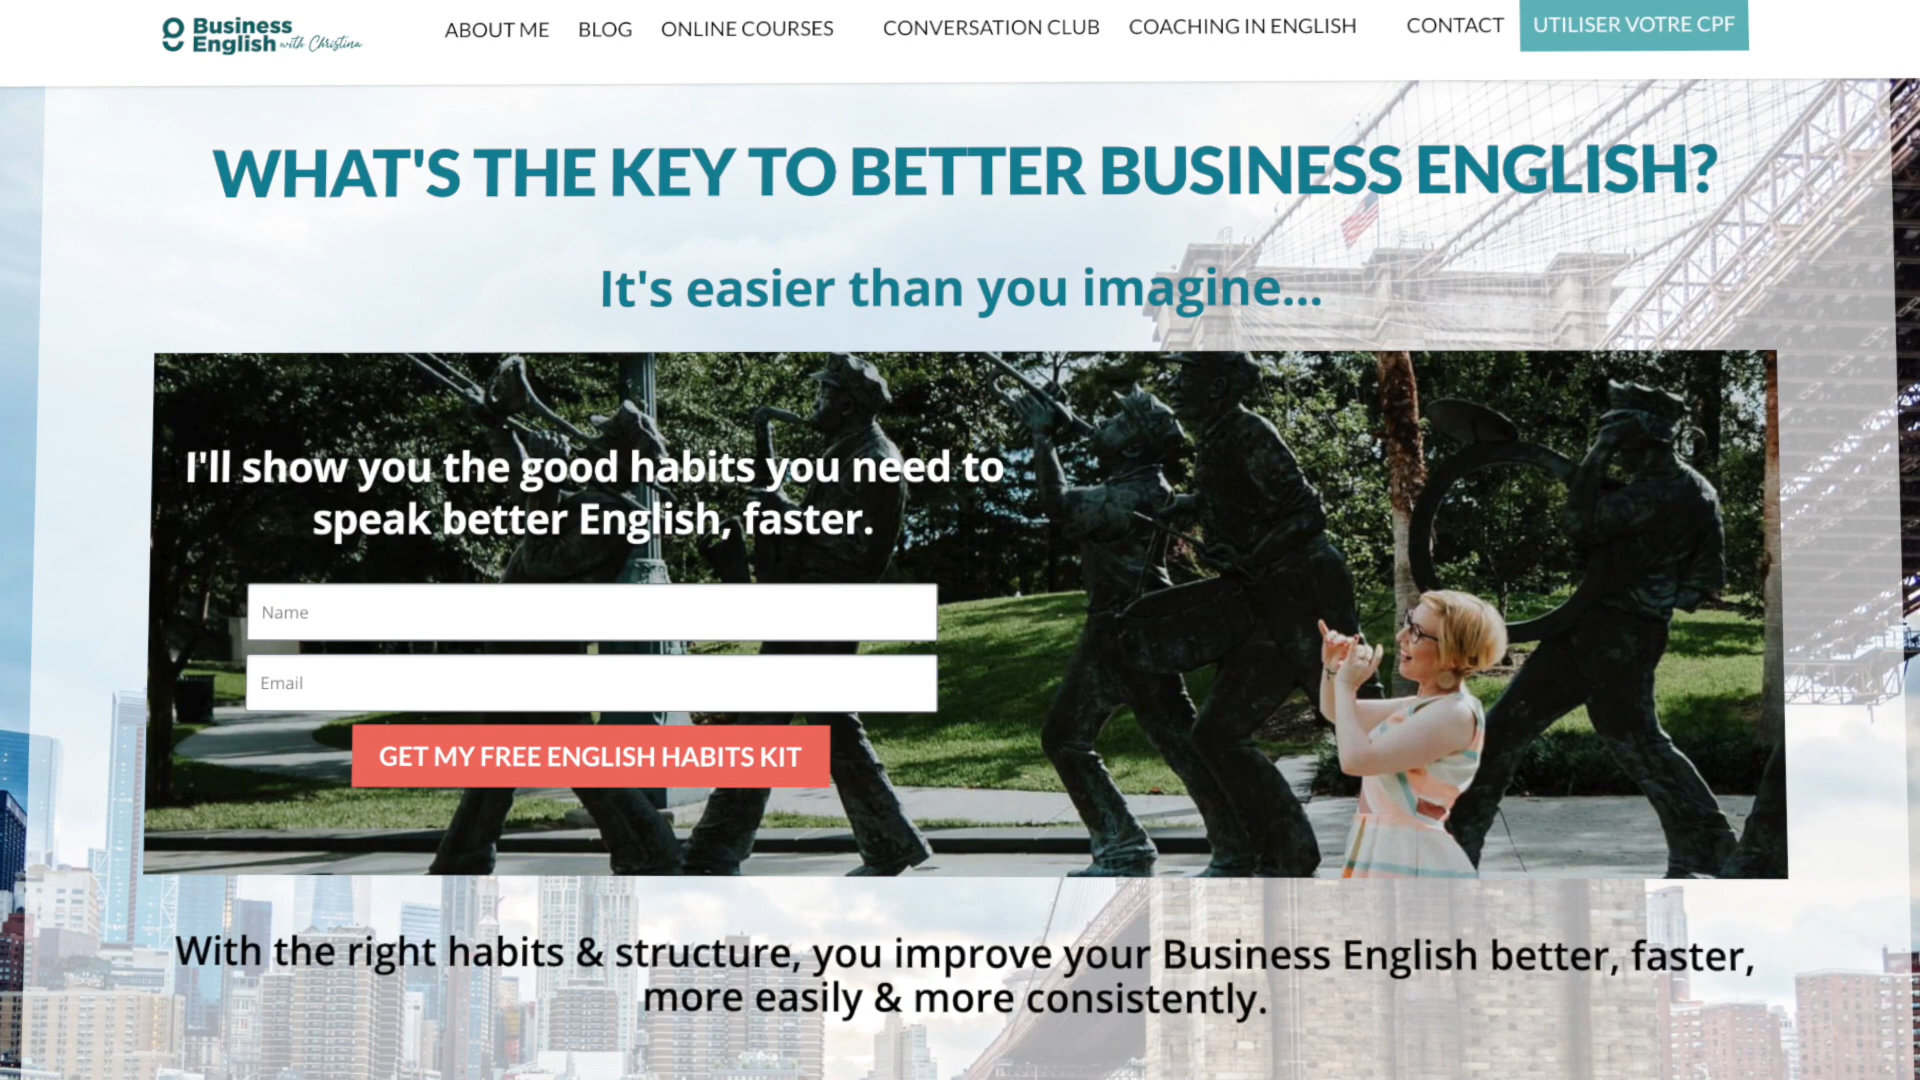 Business
English with Christina
ABOUT ME
BLOG
ONLINE COURSES
CONVERSATION CLUB
COACHING IN ENGLISH
CONTACT
UTILISER VOTRE CPF
WHAT'S THE KEY TO BETTER BUSINESS ENGLISH?
It's easier than you imagine...
I'll show you the good habits you need to
speak better English, faster.
Name
Email
GET MY FREE ENGLISH HABITS KIT
With the right habits & structure, you improve your Business English better, faster,
more easily & more consistently.